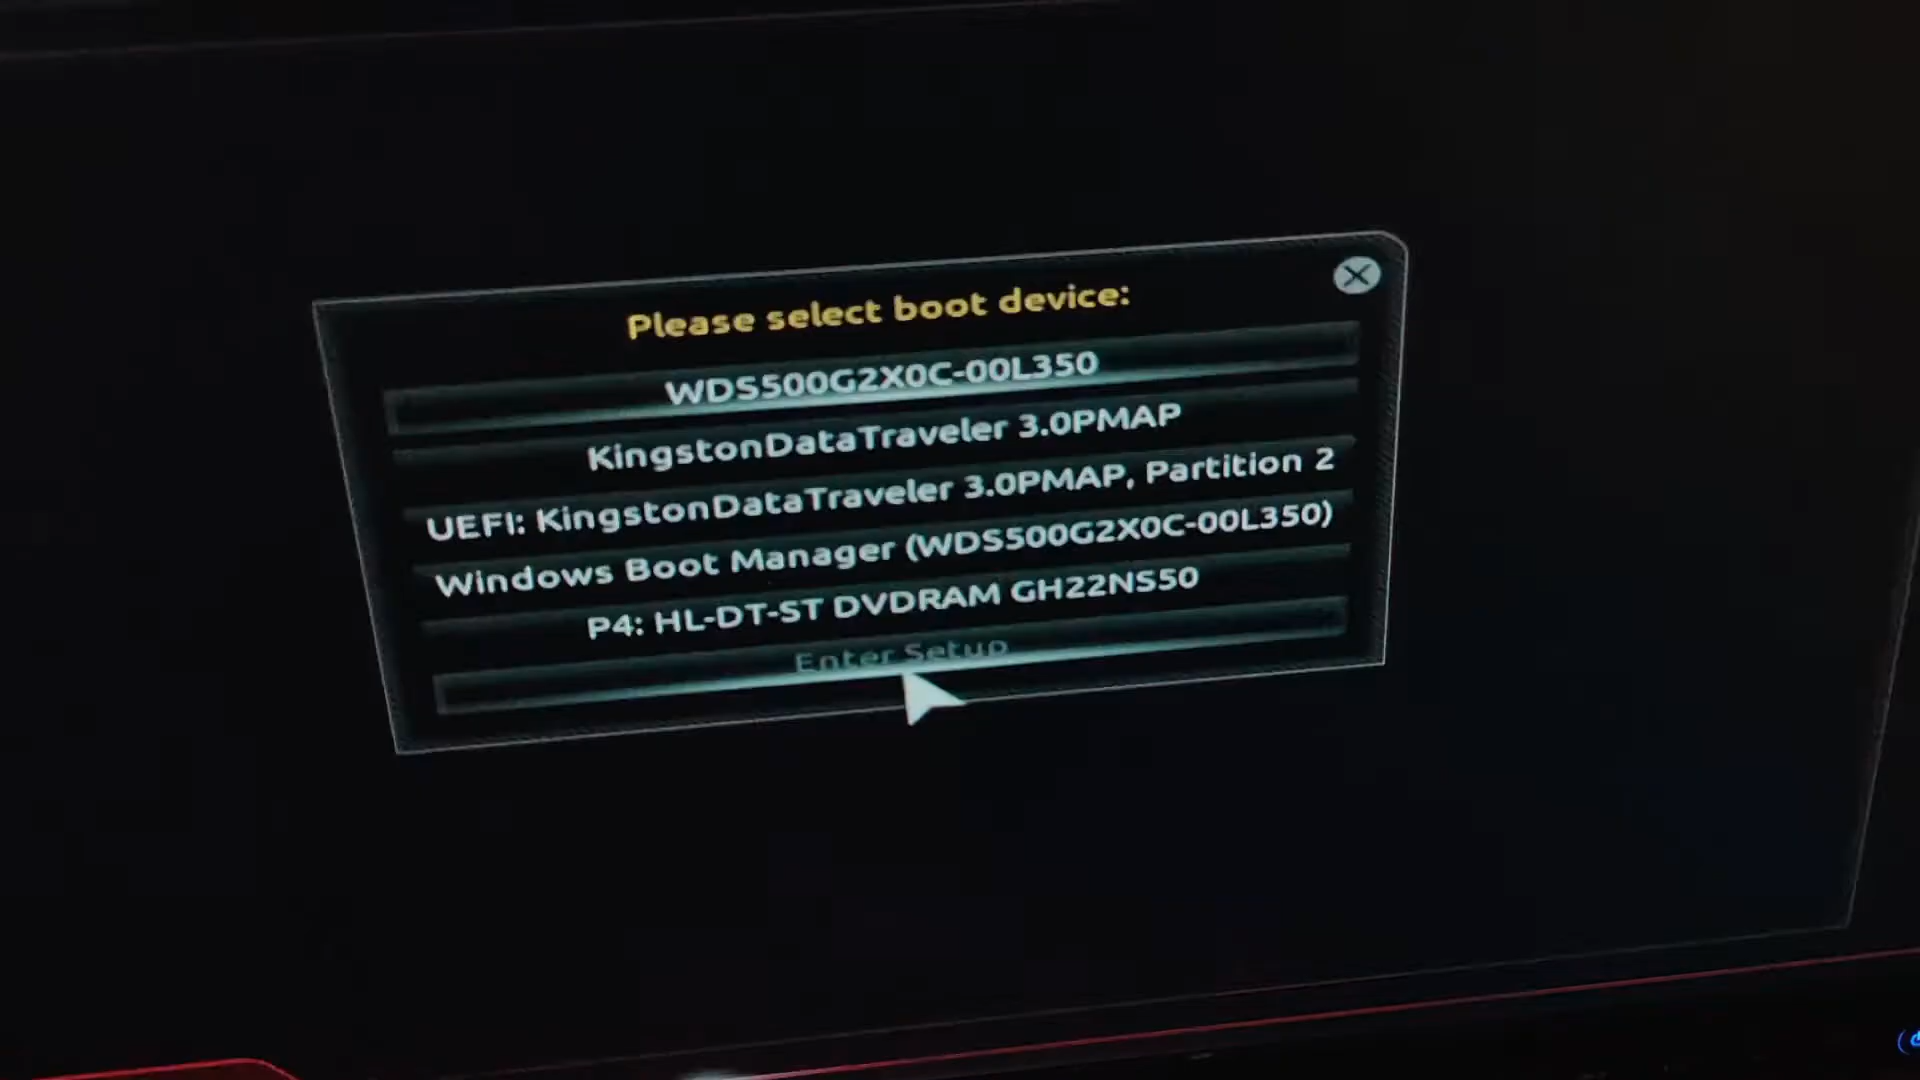 Please select boot device:
WDS500G2X0C-00L350
KingstonDataTraveler 3.0PMAP
UEFI: KingstonDataTraveler 3.0PMAP, Partition 2
Windows Boot Manager (WDS500G2X0C-00L350)
P4: HL-DT-ST DVDRAM GH22NS50
Enter Setup